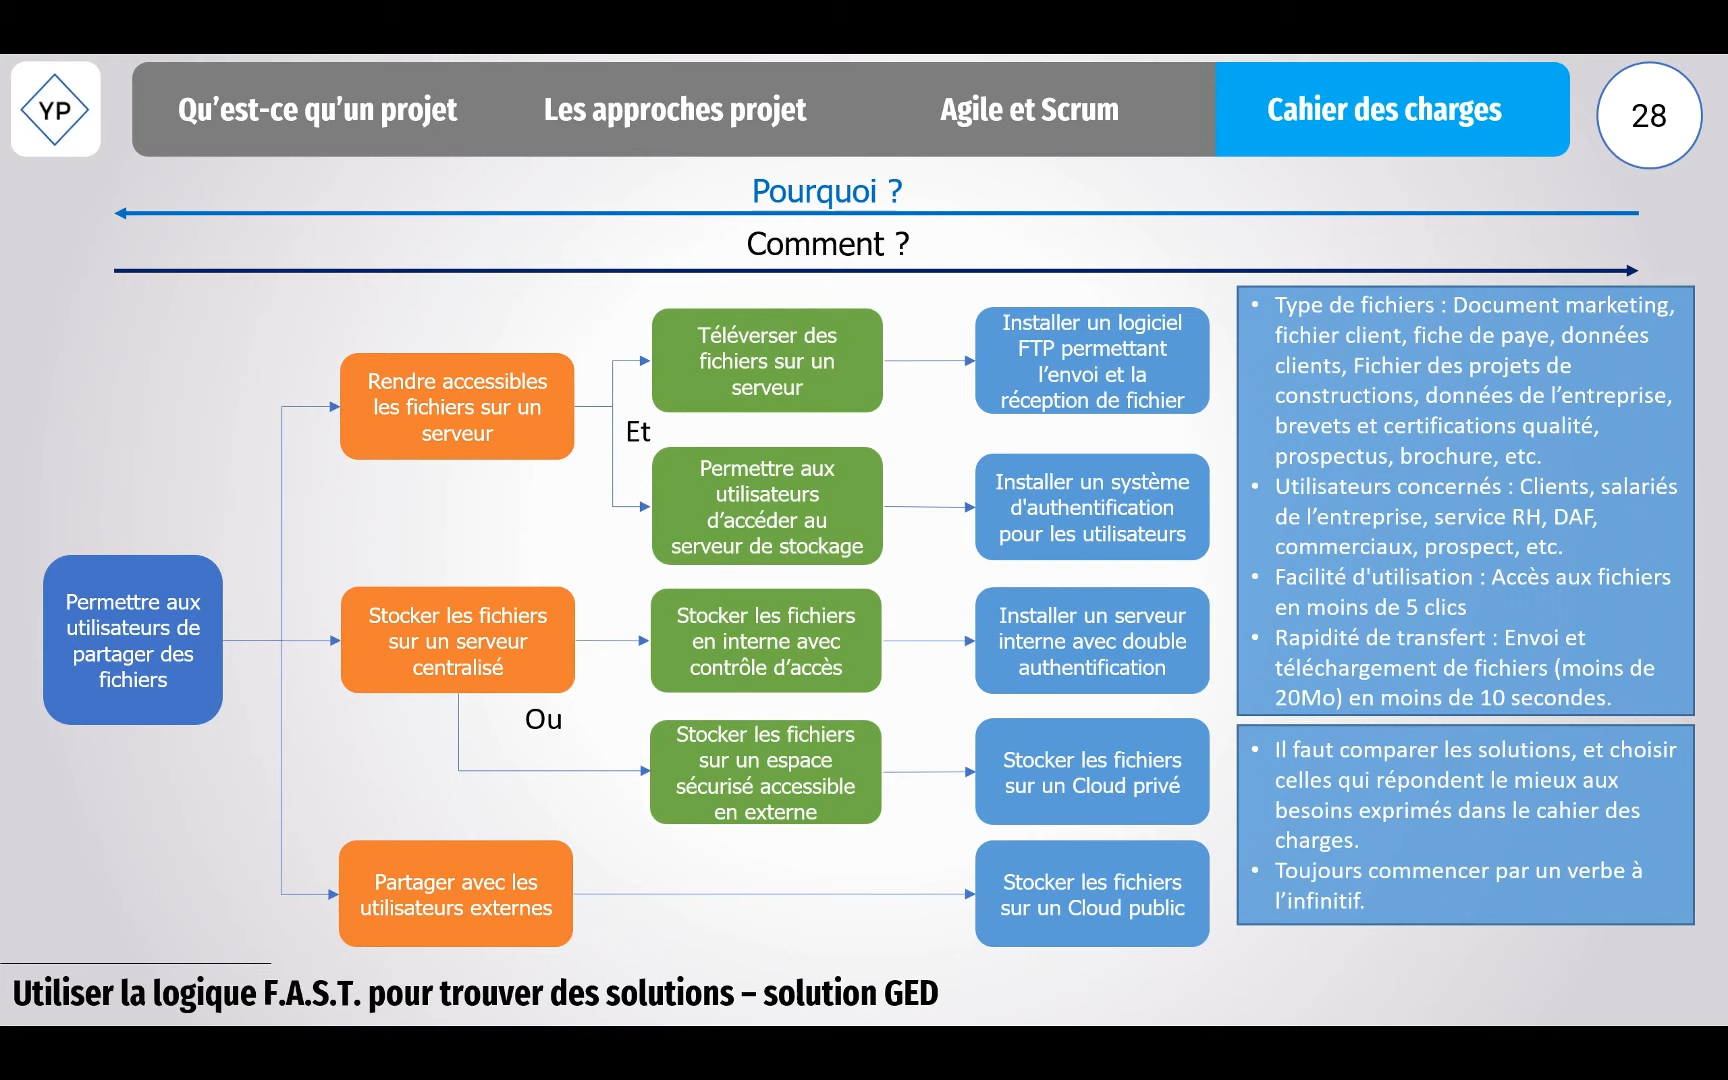 YP
Qu’est-ce qu’un projet
Les approches projet
Agile et Scrum
Cahier des charges
28
Pourquoi ?
Comment ?
Permettre aux
utilisateurs de
partager des
fichiers
Rendre accessibles
les fichiers sur un
serveur
Et
Téléverser des
fichiers sur un
serveur
Installer un logiciel
FTP permettant
l’envoi et la
réception de fichier
Permettre aux
utilisateurs
d’accéder au
serveur de stockage
Installer un système
d'authentification
pour les utilisateurs
Stocker les fichiers
sur un serveur
centralisé
Ou
Stocker les fichiers
en interne avec
contrôle d’accès
Installer un serveur
interne avec double
authentification
Stocker les fichiers
sur un espace
sécurisé accessible
en externe
Stocker les fichiers
sur un Cloud privé
Partager avec les
utilisateurs externes
Stocker les fichiers
sur un Cloud public
• Type de fichiers : Document marketing,
fichier client, fiche de paye, données
clients, Fichier des projets de
constructions, données de l’entreprise,
brevets et certifications qualité,
prospectus, brochure, etc.
• Utilisateurs concernés : Clients, salariés
de l’entreprise, service RH, DAF,
commerciaux, prospect, etc.
• Facilité d'utilisation : Accès aux fichiers
en moins de 5 clics
• Rapidité de transfert : Envoi et
téléchargement de fichiers (moins de
20Mo) en moins de 10 secondes.
• Il faut comparer les solutions, et choisir
celles qui répondent le mieux aux
besoins exprimés dans le cahier des
charges.
• Toujours commencer par un verbe à
l’infinitif.
Utiliser la logique F.A.S.T. pour trouver des solutions – solution GED